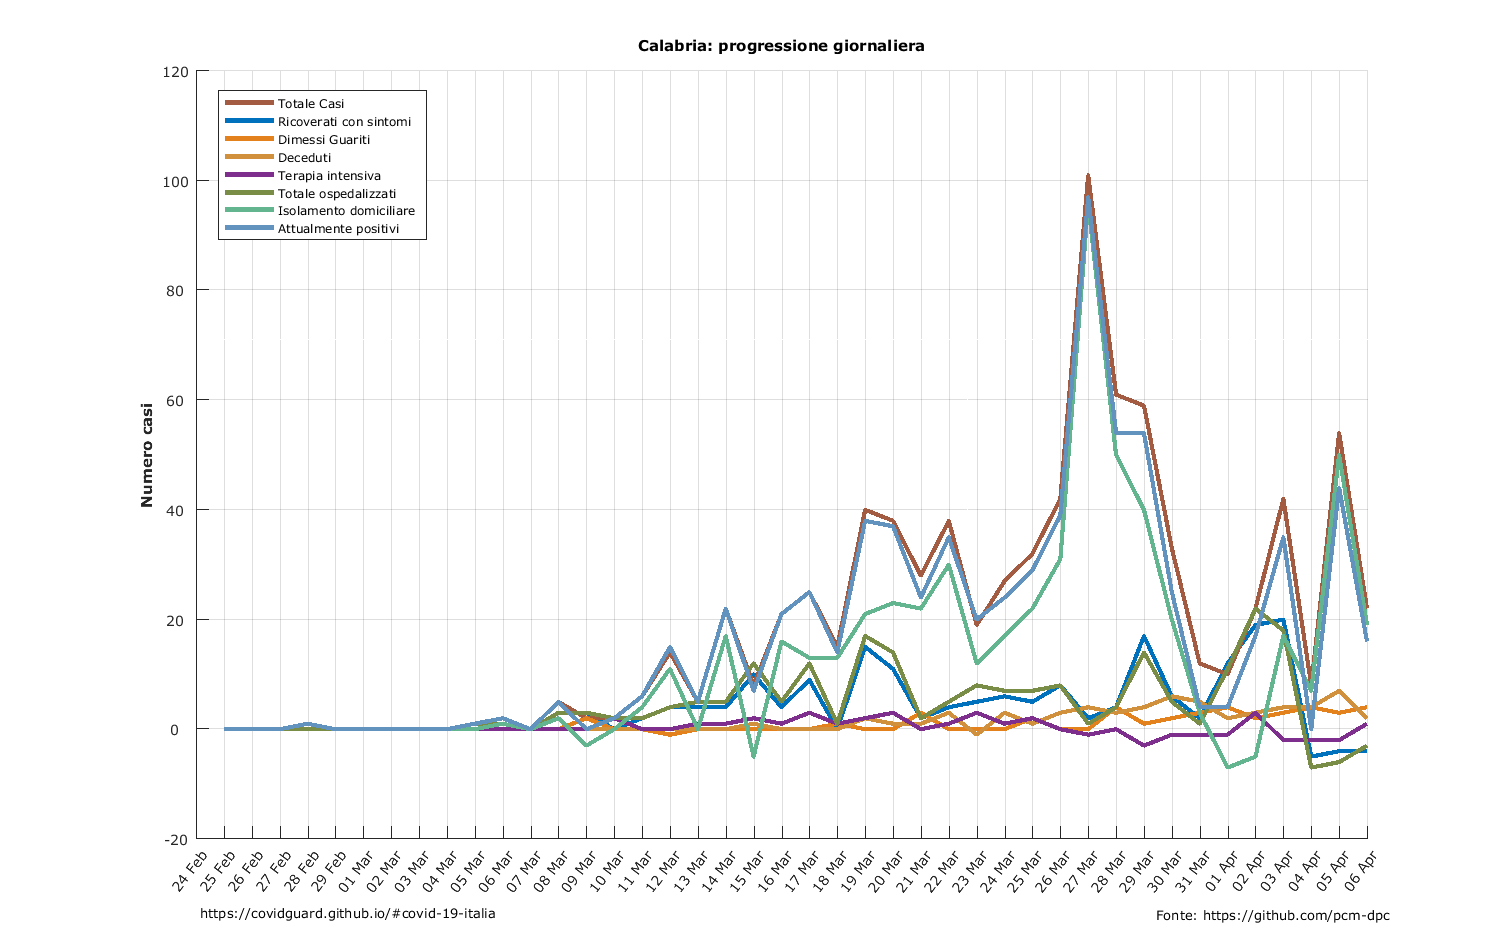 Calabria: progressione giornaliera
120
100
80
60
40
20
0
-20
Numero casi
Totale Casi
Ricoverati con sintomi
Dimessi Guariti
Deceduti
Terapia intensiva
Totale ospedalizzati
Isolamento domiciliare
Attualmente positivi
24 Feb
25 Feb
26 Feb
27 Feb
28 Feb
29 Feb
01 Mar
02 Mar
03 Mar
04 Mar
05 Mar
06 Mar
07 Mar
08 Mar
09 Mar
10 Mar
11 Mar
12 Mar
13 Mar
14 Mar
15 Mar
16 Mar
17 Mar
18 Mar
19 Mar
20 Mar
21 Mar
22 Mar
23 Mar
24 Mar
25 Mar
26 Mar
27 Mar
28 Mar
29 Mar
30 Mar
31 Mar
01 Apr
02 Apr
03 Apr
04 Apr
05 Apr
06 Apr
https://covidguard.github.io/#covid-19-italia
Fonte: https://github.com/pcm-dpc